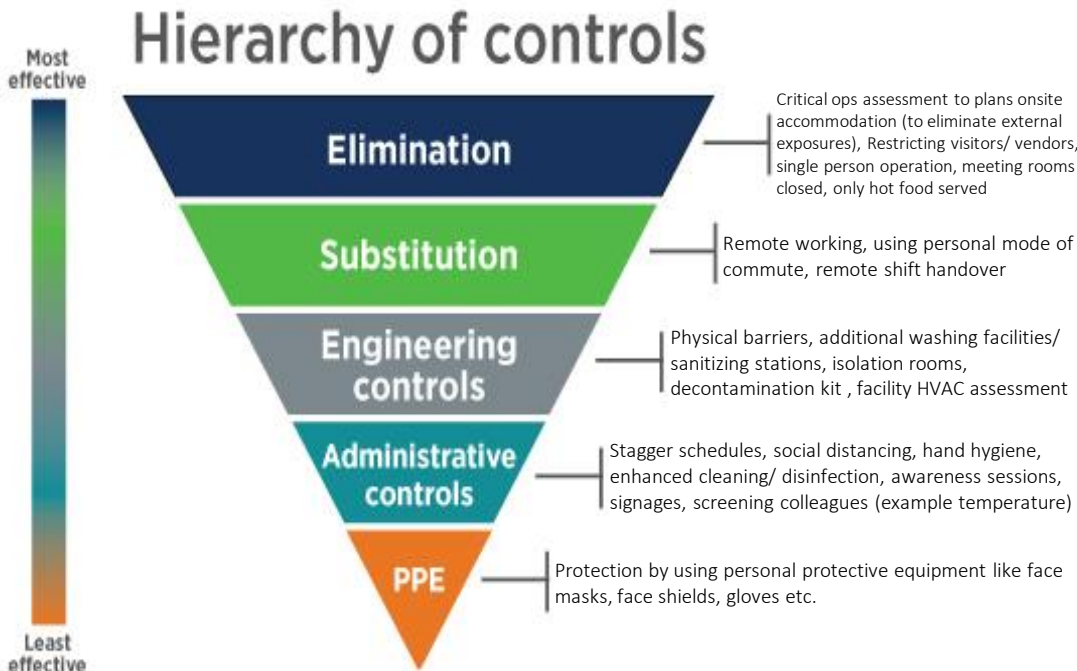 Hierarchy of controls
Most
effective
Elimination
Critical ops assessment to plans onsite
accommodation (to eliminate external
exposures), Restricting visitors/ vendors,
single person operation, meeting rooms
closed, only hot food served
Substitution
Remote working, using personal mode of
commute, remote shift handover
Engineering
controls
Physical barriers, additional washing facilities/
sanitizing stations, isolation rooms,
decontamination kit , facility HVAC assessment
Administrative
controls
Stagger schedules, social distancing, hand hygiene,
enhanced cleaning/ disinfection, awareness sessions,
signages, screening colleagues (example temperature)
PPE
Protection by using personal protective equipment like face
masks, face shields, gloves etc.
Least
effective